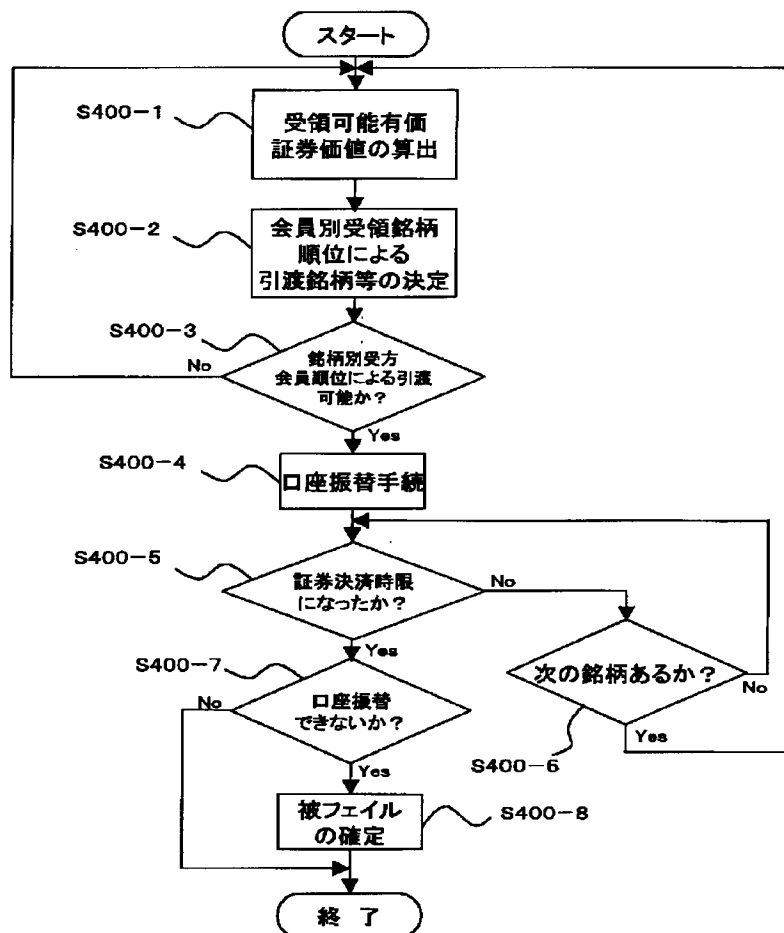 スタート
S400-1
受領可能有価
証券価値の算出
S400-2
会員別受領銘柄
順位による
引渡銘柄等の決定
S400-3
No
銘柄別受方
会員順位による引渡
可能か？
Yes
S400-4
口座振替手続
S400-5
証券決済時限
になったか？
No
Yes
S400-7
次の銘柄あるか？
No
No
口座振替
できないか？
Yes
S400-6
Yes
被フェイル
の確定
S400-8
終 了